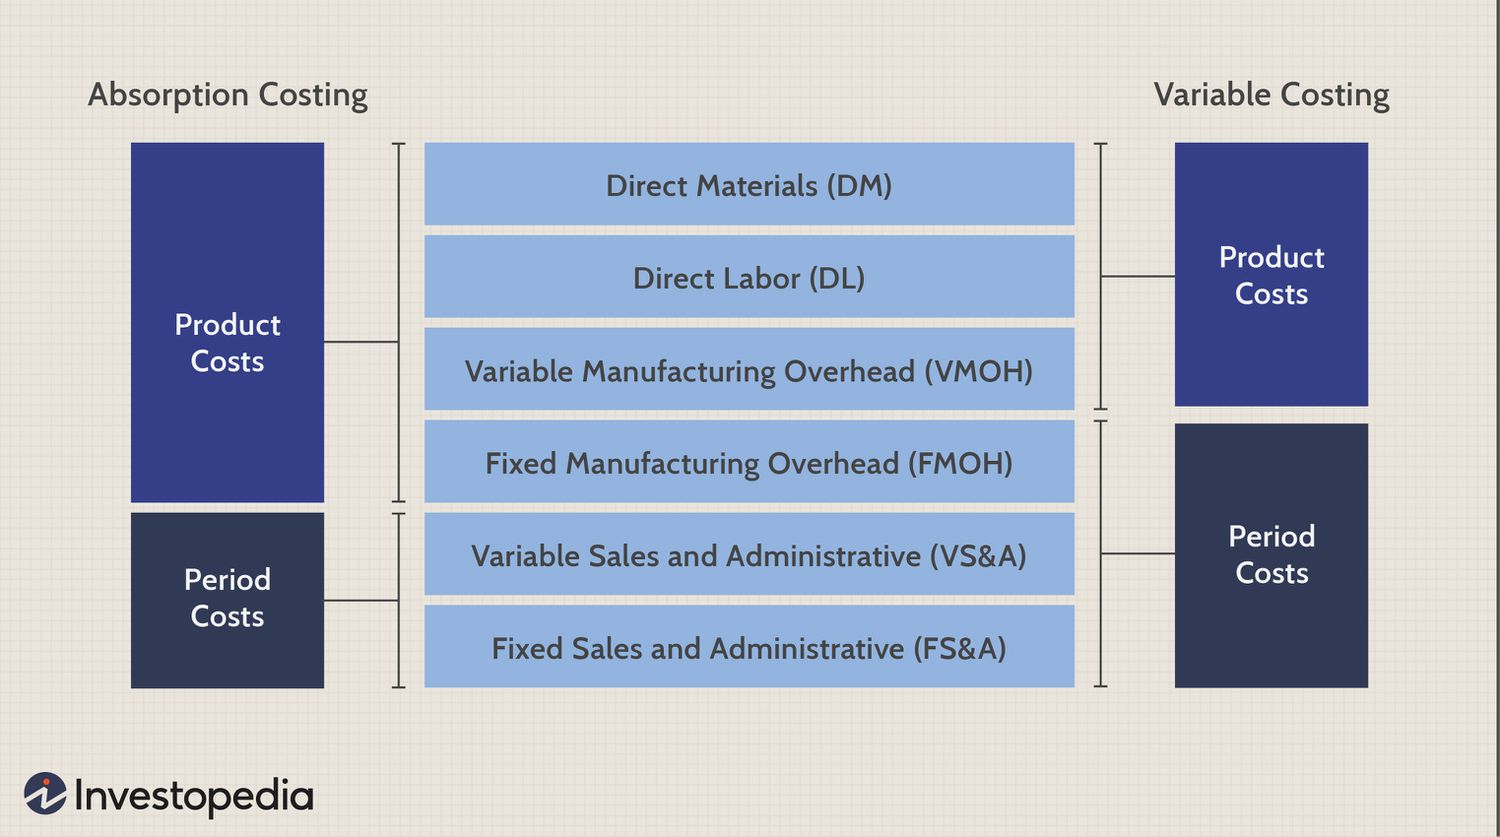 Absorption Costing
Variable Costing
Product
Costs
Period
Costs
Direct Materials (DM)
Direct Labor (DL)
Variable Manufacturing Overhead (VMOH)
Fixed Manufacturing Overhead (FMOH)
Variable Sales and Administrative (VS&A)
Fixed Sales and Administrative (FS&A)
Product
Costs
Period
Costs
Investopedia